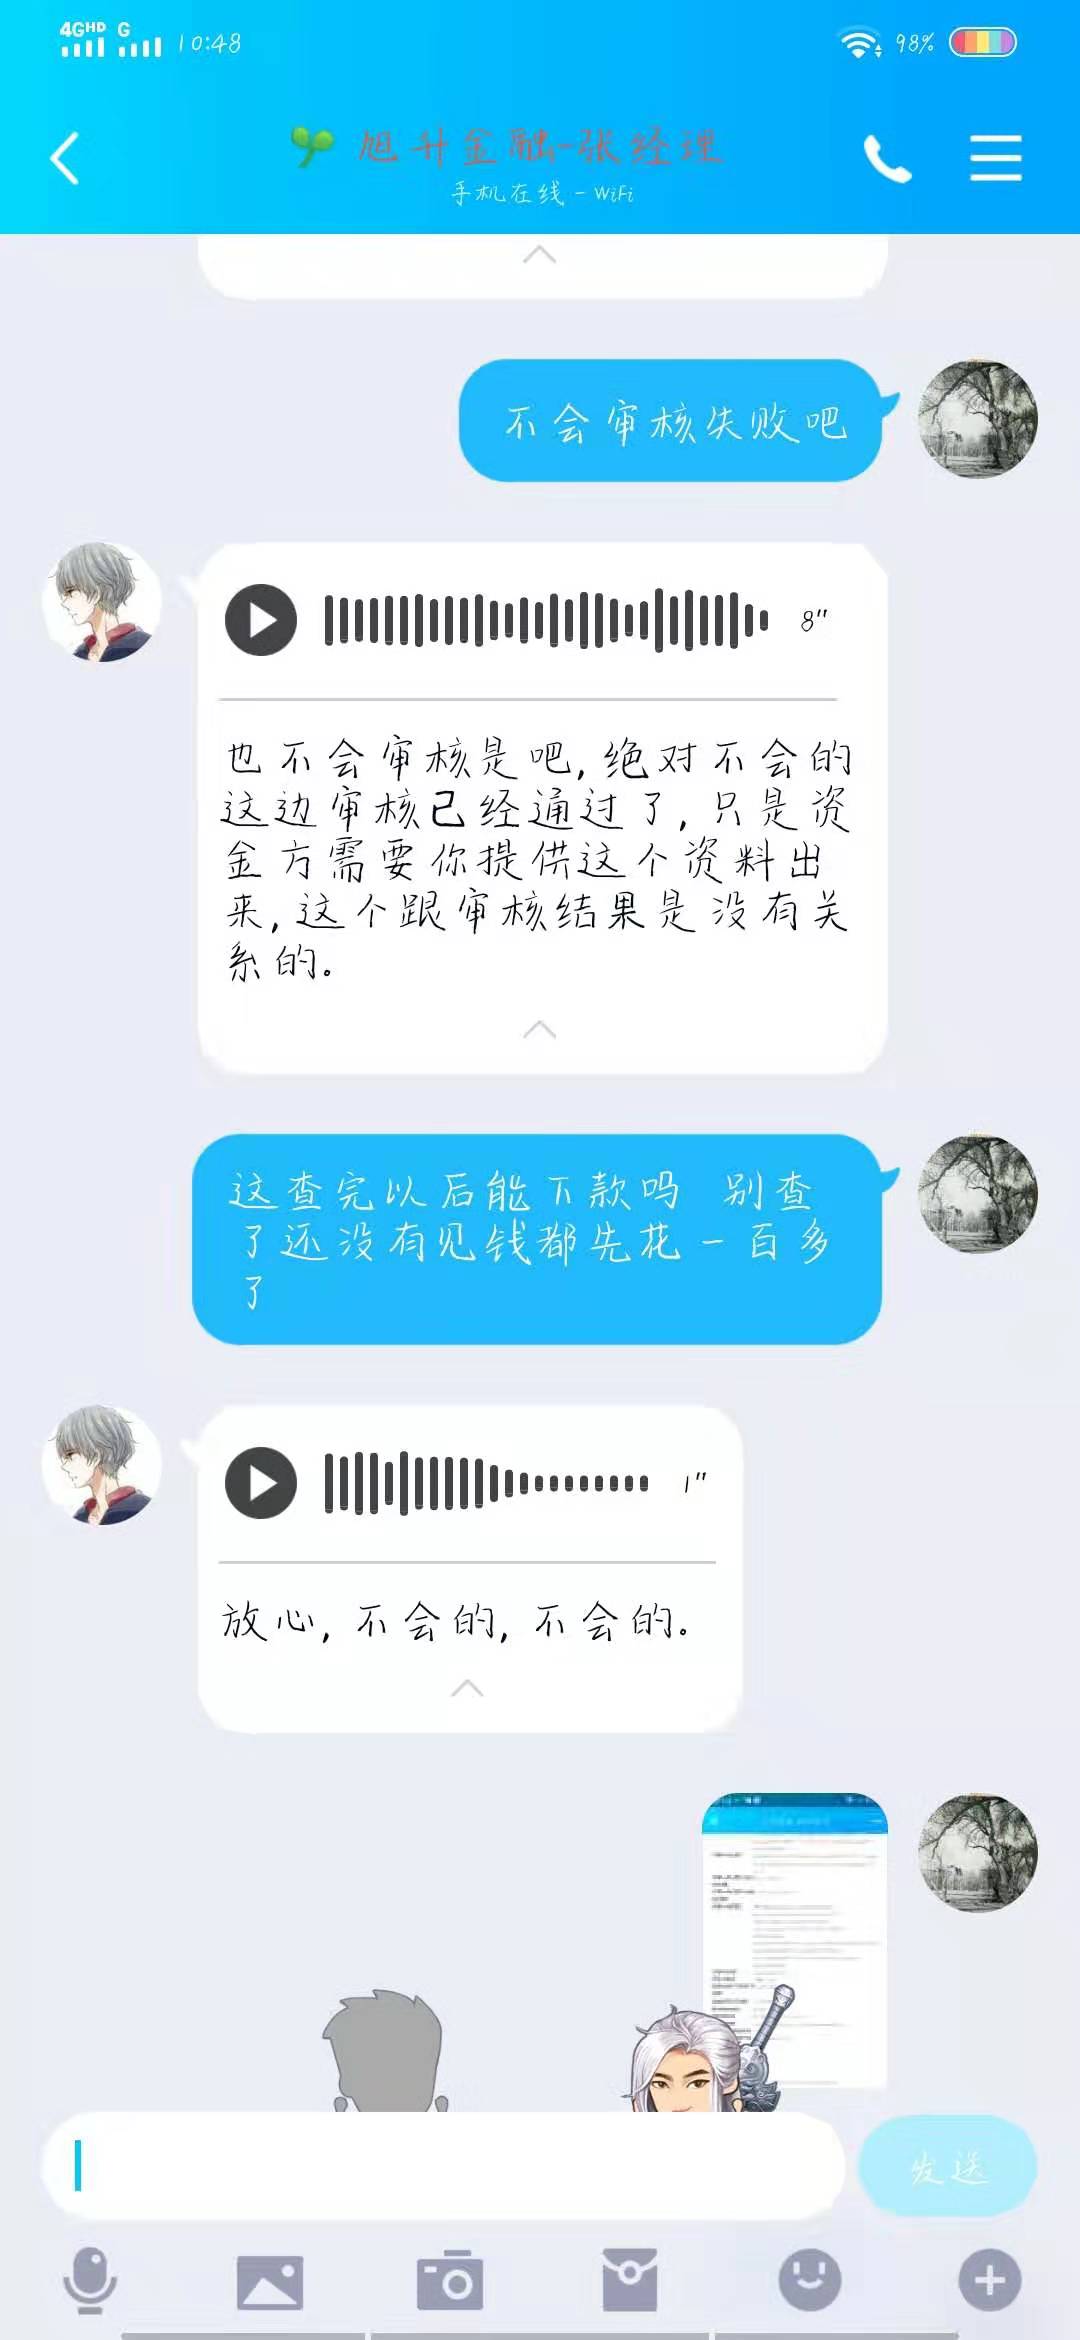 4GHD G 10:48 98%
旭升金融-张经理
手机在线 - WiFi
不会审核失败吧
8"
也不会审核是吧,绝对不会的
这边审核已经通过了,只是资
金方需要你提供这个资料出
来,这个跟审核结果是没有关
系的。
这查完以后能下款吗 别查
了还没有见钱都先花一百多
了
1"
放心,不会的,不会的。
发送